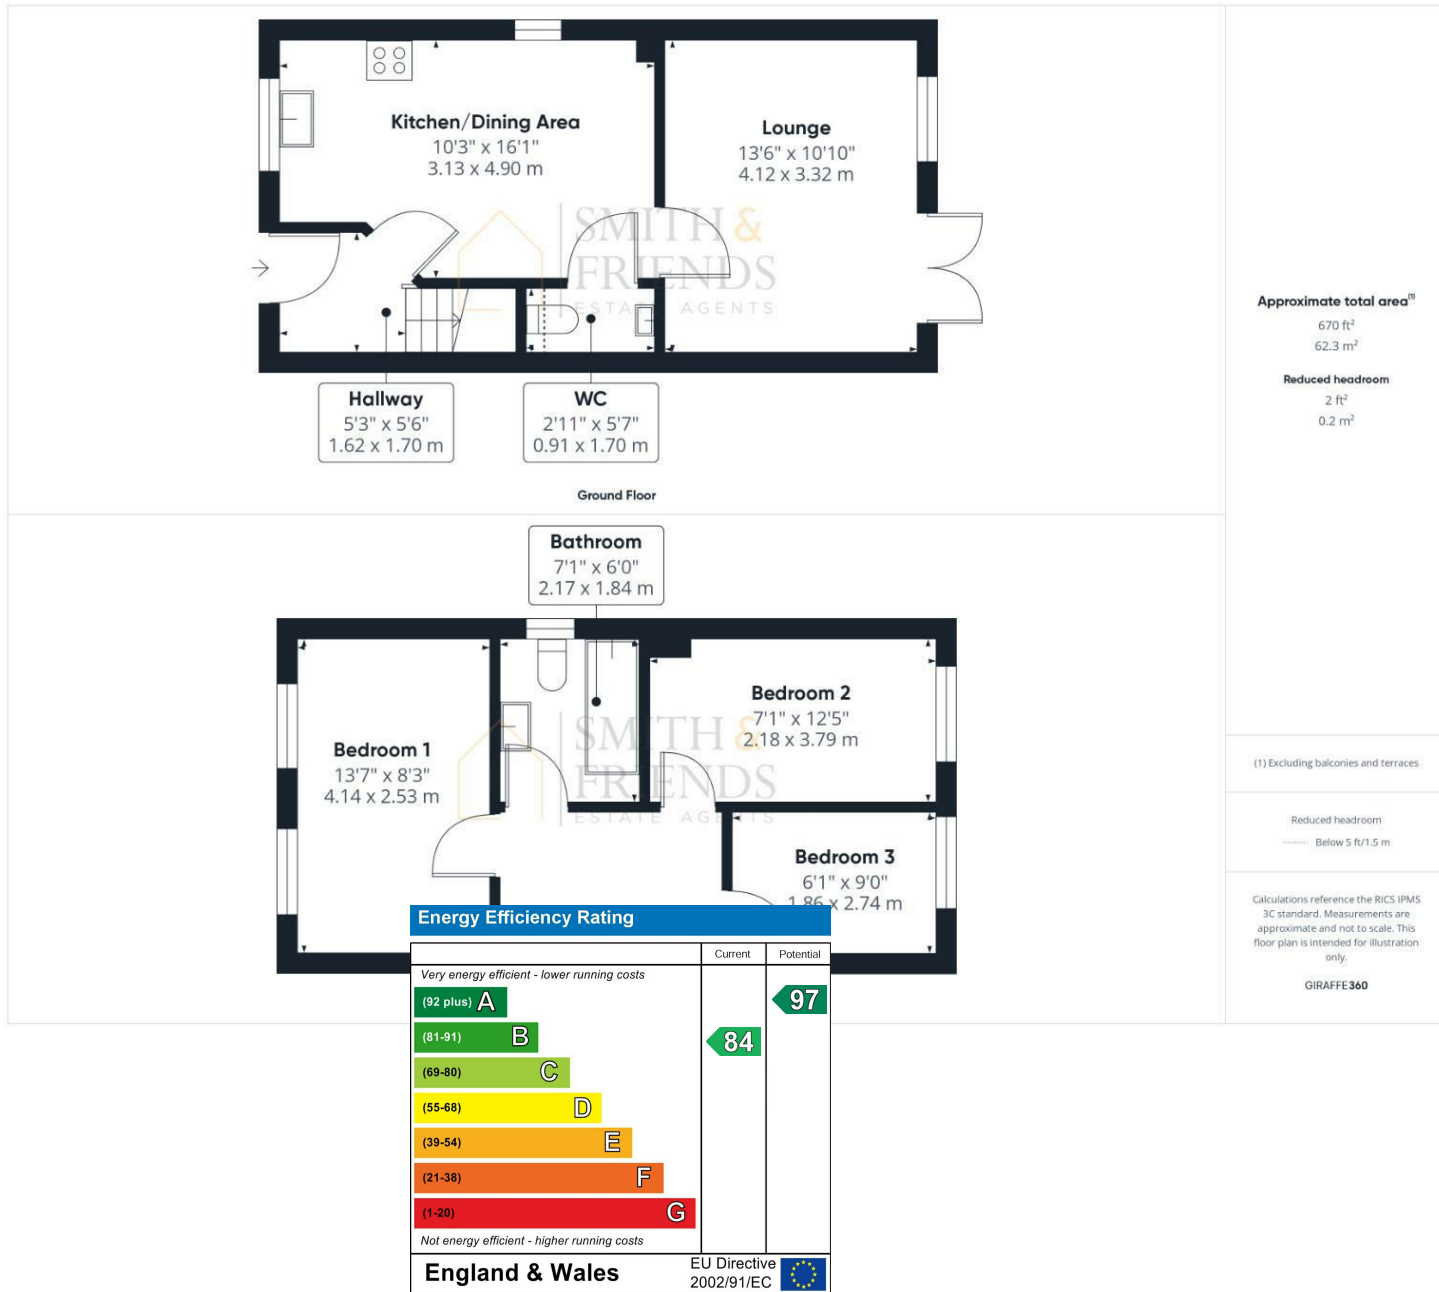 Kitchen/Dining Area
10'3" x 16'1"
3.13 x 4.90 m
Lounge
13'6" x 10'10"
4.12 x 3.32 m
SMITH &
FRIENDS
ESTATE AGENTS
Hallway
5'3" x 5'6"
1.62 x 1.70 m
WC
2'11" x 5'7"
0.91 x 1.70 m
Ground Floor
Approximate total area(1)
670 ft²
62.3 m²
Reduced headroom
2 ft²
0.2 m²
Bathroom
7'1" x 6'0"
2.17 x 1.84 m
Bedroom 1
13'7" x 8'3"
4.14 x 2.53 m
Bedroom 2
7'1" x 12'5"
2.18 x 3.79 m
SMITH &
FRIENDS
ESTATE AGENTS
Bedroom 3
6'1" x 9'0"
1.86 x 2.74 m
(1) Excluding balconies and terraces
Reduced headroom
Below 5 ft/1.5 m
Calculations reference the RICS IPMS
3C standard. Measurements are
approximate and not to scale. This
floor plan is intended for illustration
only.
GIRAFFE360
Energy Efficiency Rating
Current Potential
Very energy efficient - lower running costs
(92 plus) A
97
(81-91) B
84
(69-80) C
(55-68) D
(39-54) E
(21-38) F
(1-20) G
Not energy efficient - higher running costs
England & Wales
EU Directive
2002/91/EC